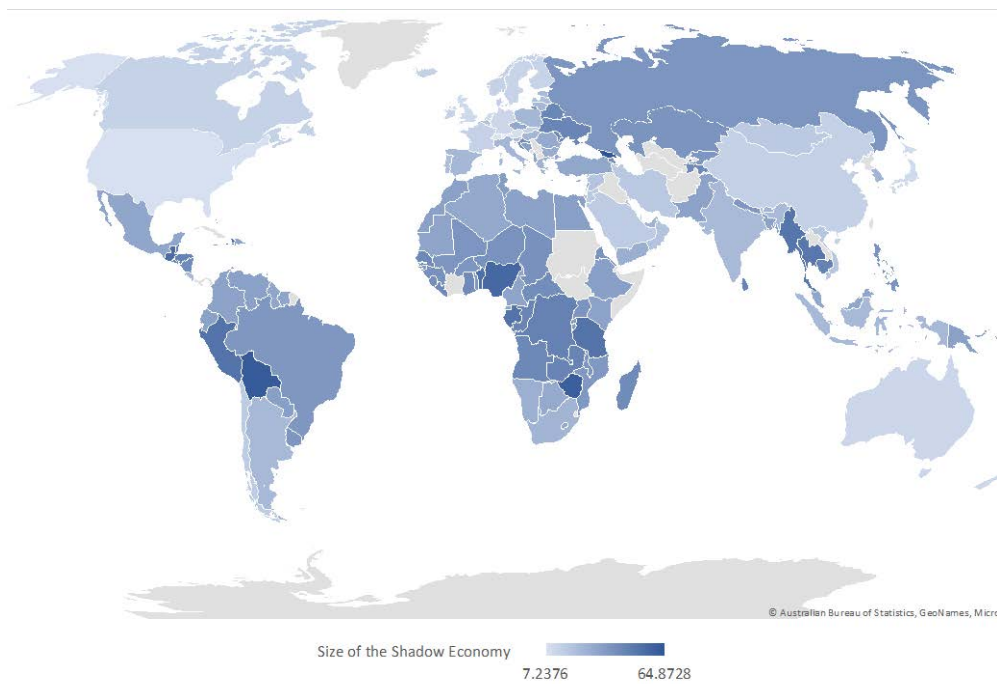 © Australian Bureau of Statistics, GeoNames, Micro
Size of the Shadow Economy
7.2376
64.8728